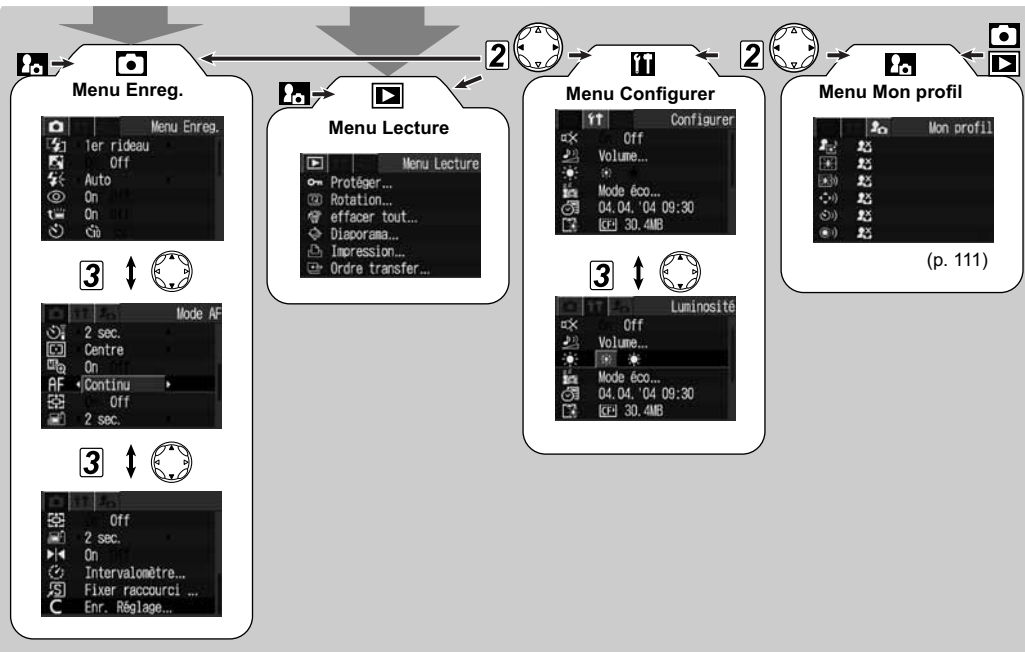 2
2
Menu Enreg.
Menu Enreg.
1er rideau
Off
Auto
On
On
3
Mode AF
2 sec.
Centre
On
AF Continu
Off
2 sec.
3
Off
2 sec.
On
Intervalomètre...
Fixer raccourci ...
C Enr. Réglage...
Menu Lecture
Menu Lecture
Protéger...
Rotation...
effacer tout...
Diaporama...
Impression...
Ordre transfer...
Menu Configurer
Configurer
Off
Volume...
Mode éco...
04.04.'04 09:30
CF 30.4MB
3
Luminosité
Off
Volume...
Mode éco...
04.04.'04 09:30
CF 30.4MB
Menu Mon profil
Mon profil
(p. 111)